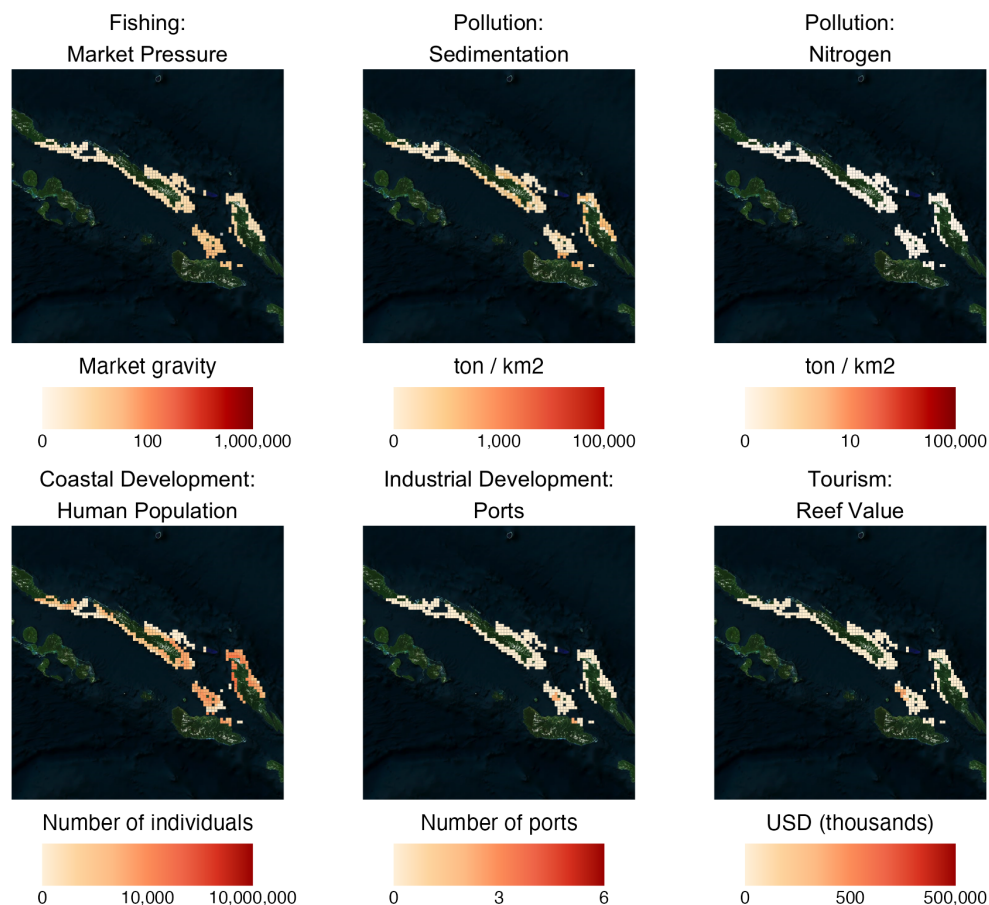 Fishing:
Market Pressure
Pollution:
Sedimentation
Pollution:
Nitrogen
Market gravity
0 100 1,000,000
ton / km2
0 1,000 100,000
ton / km2
0 10 100,000
Coastal Development:
Human Population
Industrial Development:
Ports
Tourism:
Reef Value
Number of individuals
0 10,000 10,000,000
Number of ports
0 3 6
USD (thousands)
0 500 500,000